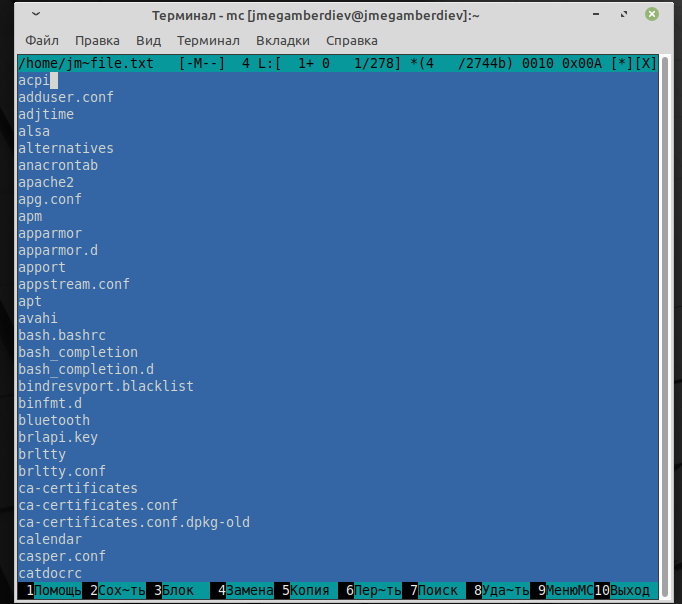 Терминал - mc [jmegamberdiev@jmegamberdiev]:~
Файл Правка Вид Терминал Вкладки Справка
/home/jm~file.txt [-M--] 4 L:[ 1+ 0 1/278] *(4 /2744b) 0010 0x00A [*][X]
acpi
adduser.conf
adjtime
alsa
alternatives
anacrontab
apache2
apg.conf
apm
apparmor
apparmor.d
apport
appstream.conf
apt
avahi
bash.bashrc
bash_completion
bash_completion.d
bindresvport.blacklist
binfmt.d
bluetooth
brlapi.key
brltty
brltty.conf
ca-certificates
ca-certificates.conf
ca-certificates.conf.dpkg-old
calendar
casper.conf
catdocrc
1Помощь 2Сох~ть 3Блок 4Замена 5Копия 6Пер~ть 7Поиск 8Уда~ть 9МенюМС 10Выход